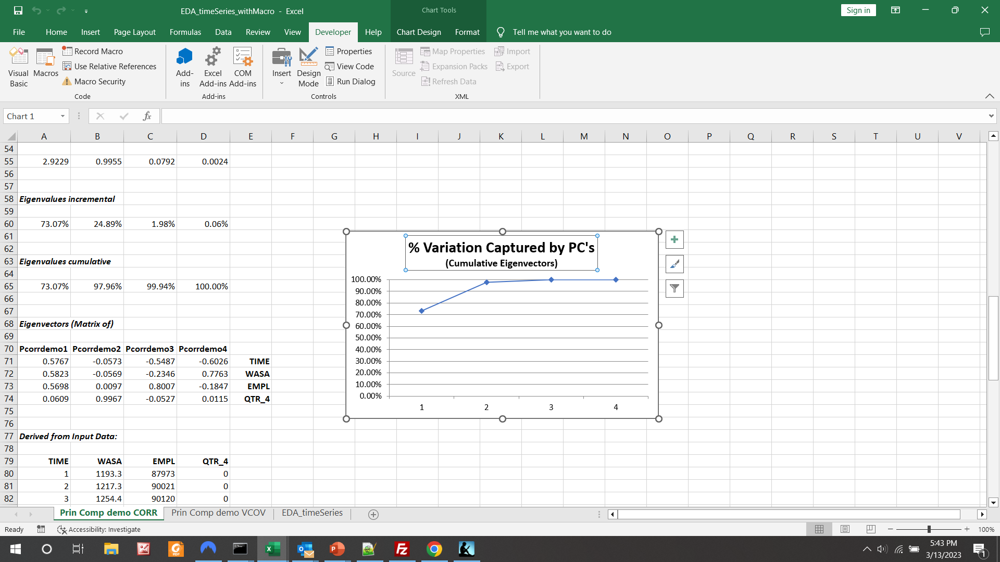 EDA_timeSeries_withMacro - Excel
Chart Tools
Sign in
File Home Insert Page Layout Formulas Data Review View Developer Help Chart Design Format Tell me what you want to do
Visual Basic
Macros
Record Macro
Use Relative References
Macro Security
Code
Add-ins
Excel Add-ins
COM Add-ins
Add-ins
Insert
Design Mode
Properties
View Code
Run Dialog
Controls
Source
Map Properties
Expansion Packs
Refresh Data
Import
Export
XML
Chart 1
fx
A B C D E F G H I J K L M N O P Q R S T U V
54
55 2.9229 0.9955 0.0792 0.0024
56
57
58 Eigenvalues incremental
59
60 73.07% 24.89% 1.98% 0.06%
61
62
63 Eigenvalues cumulative
64
65 73.07% 97.96% 99.94% 100.00%
66
67
68 Eigenvectors (Matrix of)
69
70 Pcorrdemo1 Pcorrdemo2 Pcorrdemo3 Pcorrdemo4
71 0.5767 -0.0573 -0.5487 -0.6026 TIME
72 0.5823 -0.0569 -0.2346 0.7763 WASA
73 0.5698 0.0097 0.8007 -0.1847 EMPL
74 0.0609 0.9967 -0.0527 0.0115 QTR_4
75
76
77 Derived from Input Data:
78
79 TIME WASA EMPL QTR_4
80 1 1193.3 87973 0
81 2 1217.3 90021 0
82 3 1254.4 90120 0
% Variation Captured by PC's
(Cumulative Eigenvectors)
100.00%
90.00%
80.00%
70.00%
60.00%
50.00%
40.00%
30.00%
20.00%
10.00%
0.00%
1 2 3 4
Prin Comp demo CORR Prin Comp demo VCOV EDA_timeSeries
Ready Accessibility: Investigate 100%
5:43 PM
3/13/2023
1